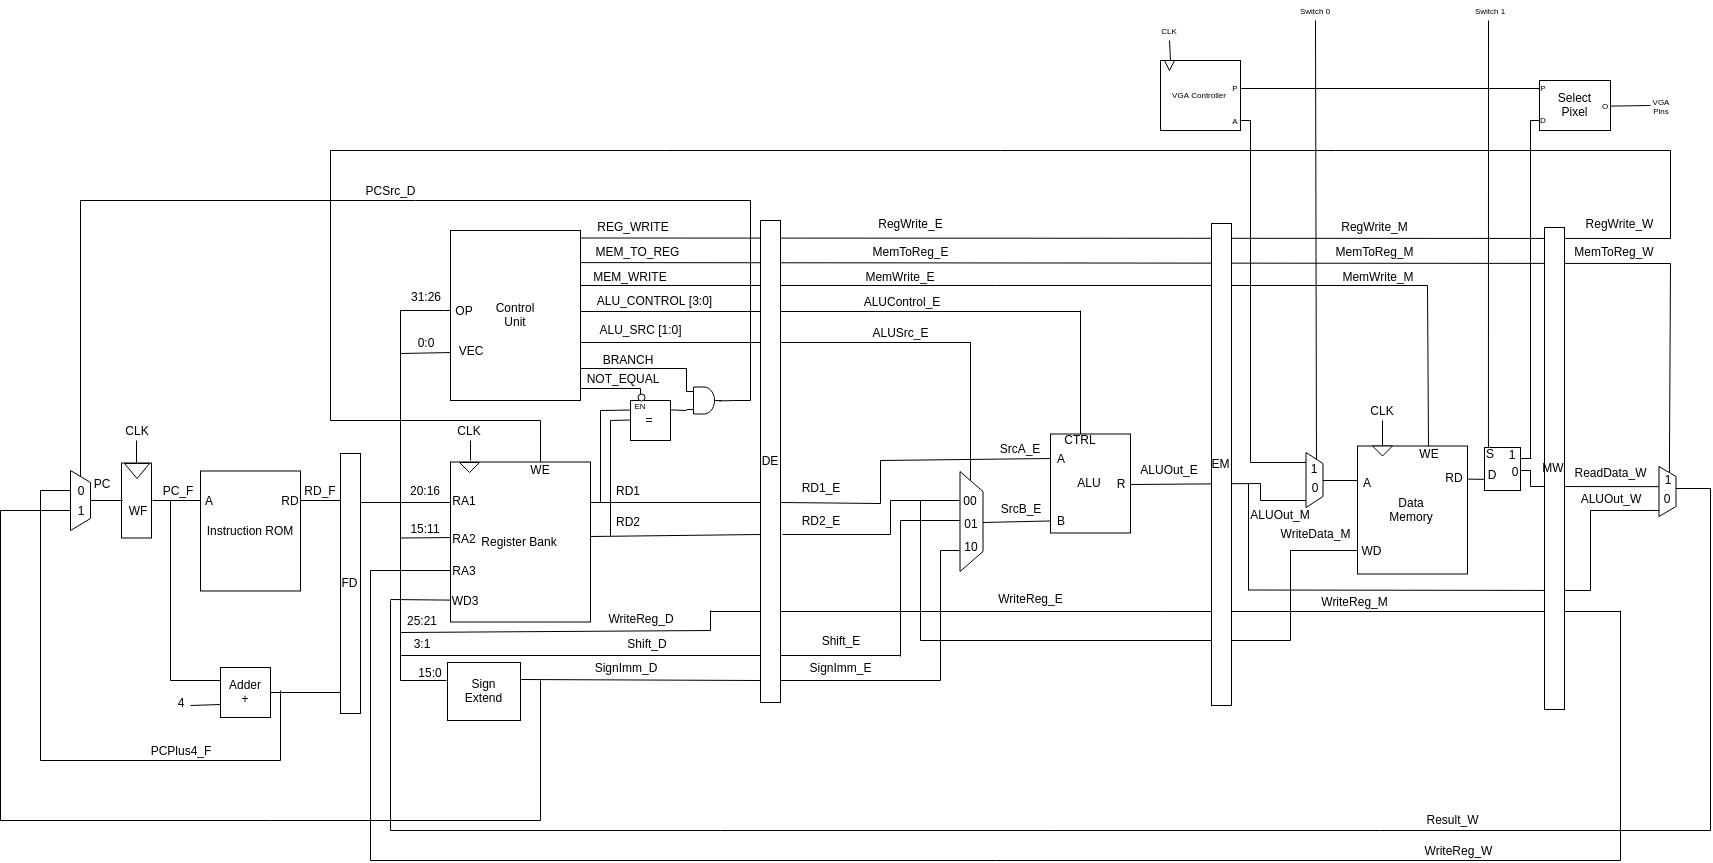 Switch 0
Switch 1
CLK
VGA Controller
P
A
P
D
Select
Pixel
O
VGA
Pins
PCSrc_D
REG_WRITE
MEM_TO_REG
MEM_WRITE
ALU_CONTROL [3:0]
ALU_SRC [1:0]
BRANCH
NOT_EQUAL
31:26
OP
0:0
VEC
Control
Unit
EN
=
RegWrite_E
MemToReg_E
MemWrite_E
ALUControl_E
ALUSrc_E
RegWrite_M
MemToReg_M
MemWrite_M
RegWrite_W
MemToReg_W
0
1
PC
CLK
WF
PC_F
A
RD
Instruction ROM
RD_F
FD
Adder
+
4
PCPlus4_F
CLK
WE
20:16
RA1
15:11
RA2
Register Bank
RA3
WD3
RD1
RD2
25:21
WriteReg_D
3:1
Shift_D
15:0
Sign
Extend
SignImm_D
DE
RD1_E
RD2_E
Shift_E
SignImm_E
00
01
10
SrcA_E
SrcB_E
CTRL
A
ALU
R
B
ALUOut_E
WriteReg_E
EM
1
0
ALUOut_M
WriteData_M
CLK
WE
A
RD
Data
Memory
WD
WriteReg_M
S
1
0
D
MW
ReadData_W
ALUOut_W
1
0
Result_W
WriteReg_W